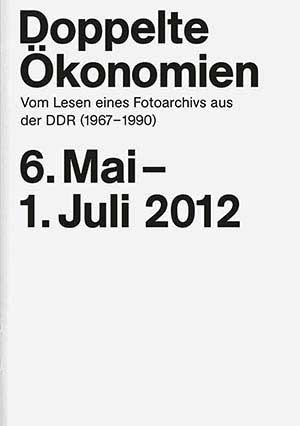 Doppelte
Ökonomien
Vom Lesen eines Fotoarchivs aus
der DDR (1967–1990)
6. Mai –
1. Juli 2012